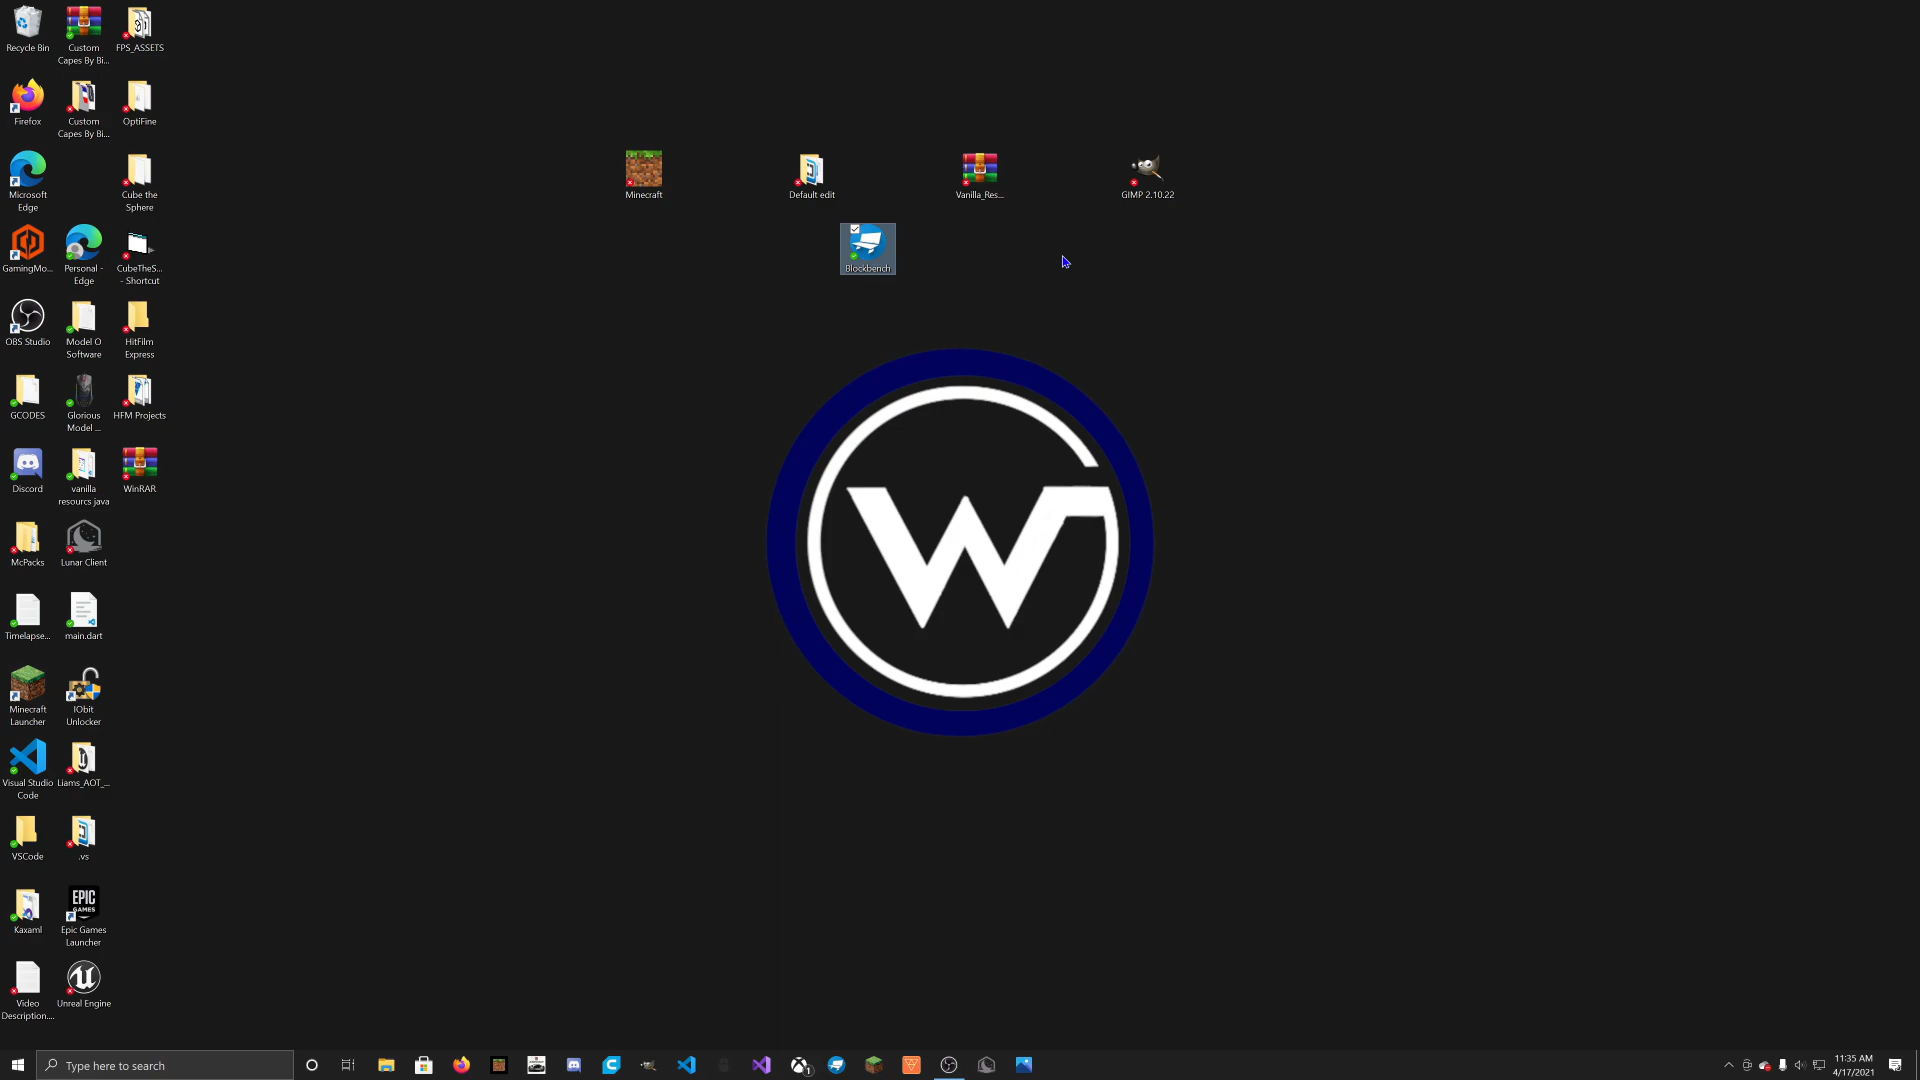 Recycle Bin
Custom
Capes By Bi...
FPS_ASSETS
Firefox
Custom
Capes By Bi...
OptiFine
Microsoft
Edge
Cube the
Sphere
GamingMo...
Personal -
Edge
CubeTheS...
- Shortcut
OBS Studio
Model O
Software
HitFilm
Express
GCODES
Glorious
Model ...
HFM Projects
Discord
vanilla
resourcs java
WinRAR
McPacks
Lunar Client
Timelapse...
main.dart
Minecraft
Launcher
IObit
Unlocker
Visual Studio
Code
Liams_AOT_...
VSCode
.vs
Kaxaml
EPIC
GAMES
Epic Games
Launcher
Video
Description....
Unreal Engine
Minecraft
Default edit
Vanilla_Res...
GIMP 2.10.22
Blockbench
W
Type here to search
11:35 AM
4/17/2021